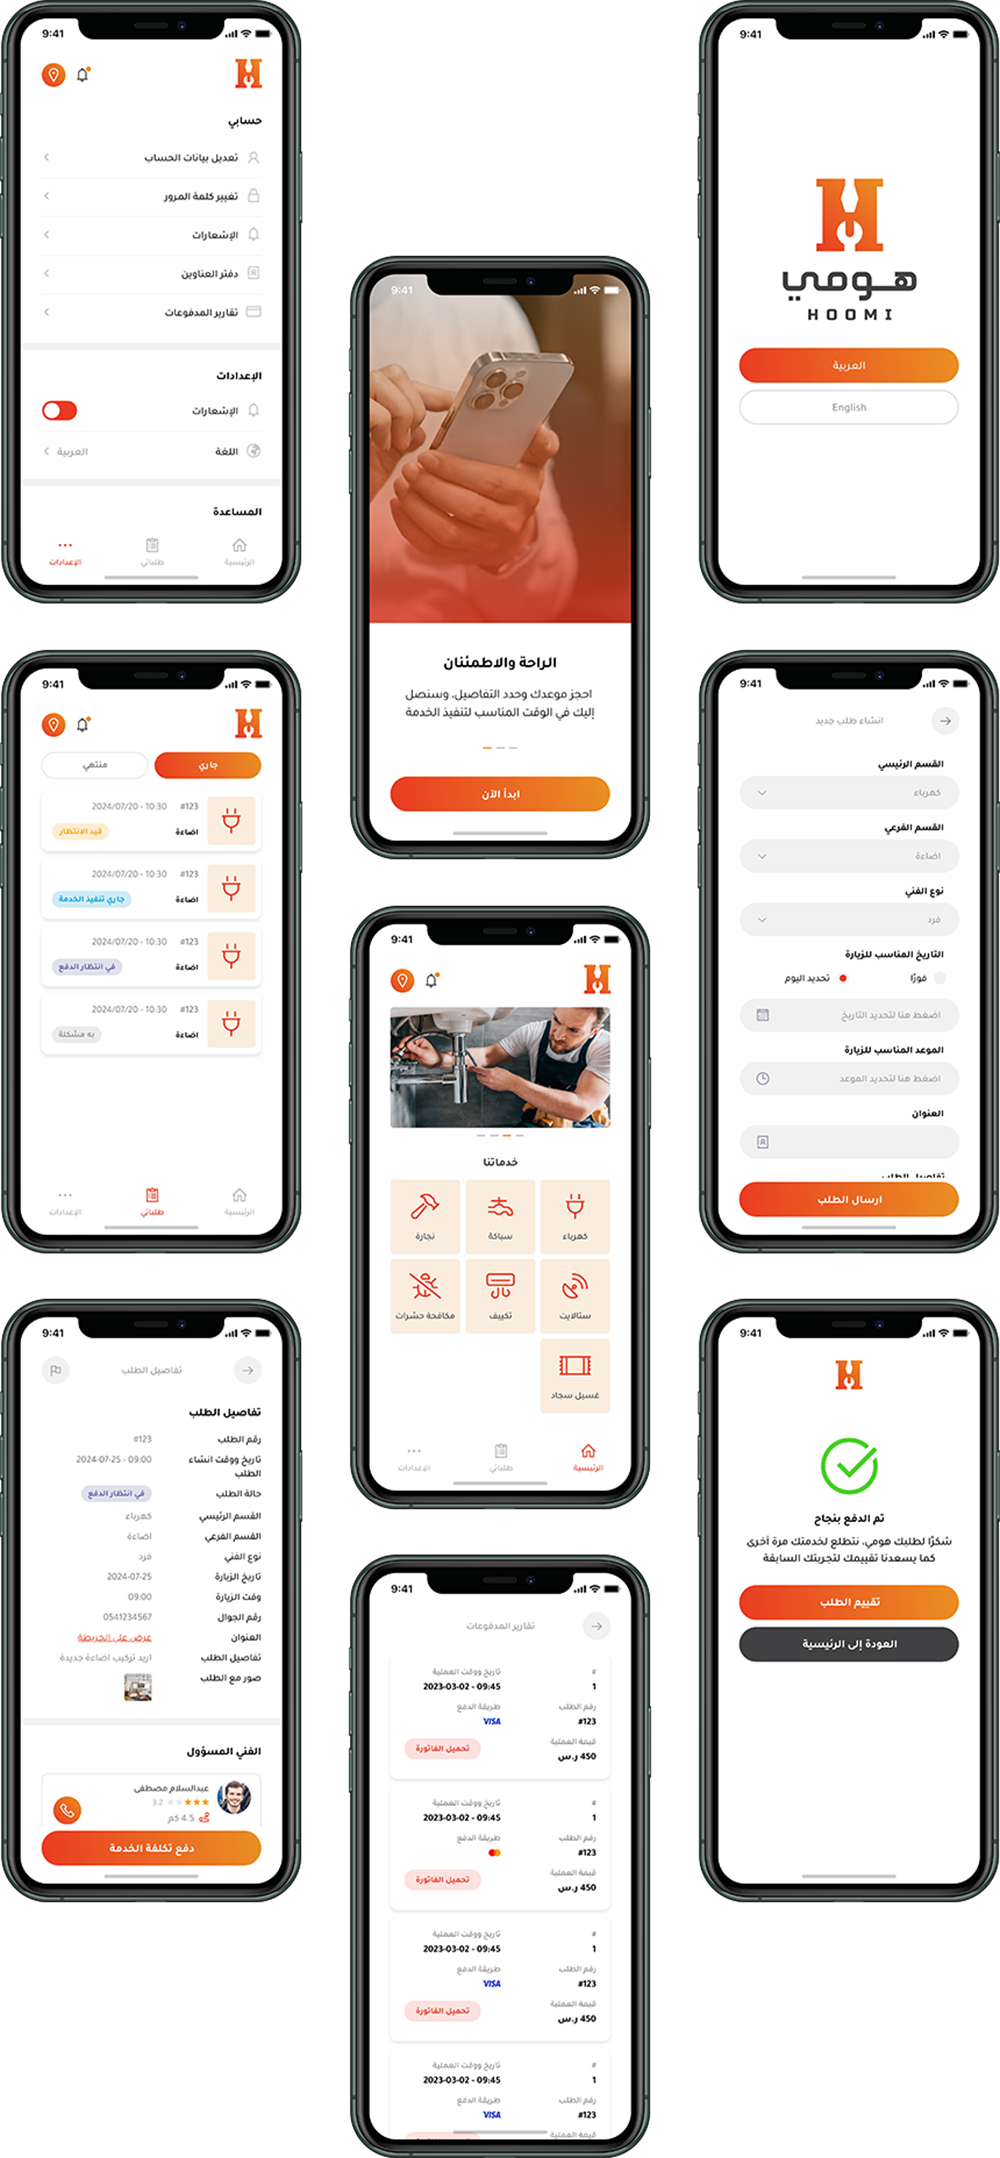 9:41
حسابي
تعديل بيانات الحساب
تغيير كلمة المرور
الإشعارات
دفتر العناوين
تقارير المدفوعات
الإعدادات
الإشعارات
اللغة العربية
المساعدة
الرئيسية طلباتي الإعدادات
9:41
هومي
HOOMI
العربية
English
9:41
الراحة والاطمئنان
احجز موعدك وحدد التفاصيل، وسنصل
إليك في الوقت المناسب لتنفيذ الخدمة
ابدأ الآن
9:41
جاري منتهي
#123 2024/07/20 - 10:30
اضاءة قيد الانتظار
#123 2024/07/20 - 10:30
اضاءة جاري تنفيذ الخدمة
#123 2024/07/20 - 10:30
اضاءة في انتظار الدفع
#123 2024/07/20 - 10:30
اضاءة به مشكلة
الرئيسية طلباتي الإعدادات
9:41
انشاء طلب جديد
القسم الرئيسي
كهرباء
القسم الفرعي
اضاءة
نوع الفني
فرد
التاريخ المناسب للزيارة
فورًا تحديد اليوم
اضغط هنا لتحديد التاريخ
الموعد المناسب للزيارة
اضغط هنا لتحديد الموعد
العنوان
تفاصيل الطلب
ارسال الطلب
9:41
خدماتنا
كهرباء سباكة نجارة
ستالايت تكييف مكافحة حشرات
غسيل سجاد
الرئيسية طلباتي الإعدادات
9:41
تفاصيل الطلب
تفاصيل الطلب
رقم الطلب #123
تاريخ ووقت انشاء الطلب 2024-07-25 - 09:00
حالة الطلب في انتظار الدفع
القسم الرئيسي كهرباء
القسم الفرعي اضاءة
نوع الفني فرد
تاريخ الزيارة 2024-07-25
وقت الزيارة 09:00
رقم الجوال 0541234567
العنوان عرض على الخريطة
تفاصيل الطلب اريد تركيب اضاءة جديدة
صور مع الطلب
الفني المسؤول
عبدالسلام مصطفى
3.2
4.5 كم
دفع تكلفة الخدمة
9:41
تم الدفع بنجاح
شكرًا لطلبك هومي، نتطلع لخدمتك مرة أخرى
كما يسعدنا تقييمك لتجربتك السابقة
تقييم الطلب
العودة إلى الرئيسية
9:41
تقارير المدفوعات
# تاريخ ووقت العملية
1 2023-03-02 - 09:45
رقم الطلب طريقة الدفع
#123 VISA
قيمة العملية
450 ر.س تحميل الفاتورة
# تاريخ ووقت العملية
1 2023-03-02 - 09:45
رقم الطلب طريقة الدفع
#123
قيمة العملية
450 ر.س تحميل الفاتورة
# تاريخ ووقت العملية
1 2023-03-02 - 09:45
رقم الطلب طريقة الدفع
#123 VISA
قيمة العملية
450 ر.س تحميل الفاتورة
# تاريخ ووقت العملية
1 2023-03-02 - 09:45
رقم الطلب طريقة الدفع
#123 VISA
قيمة العملية